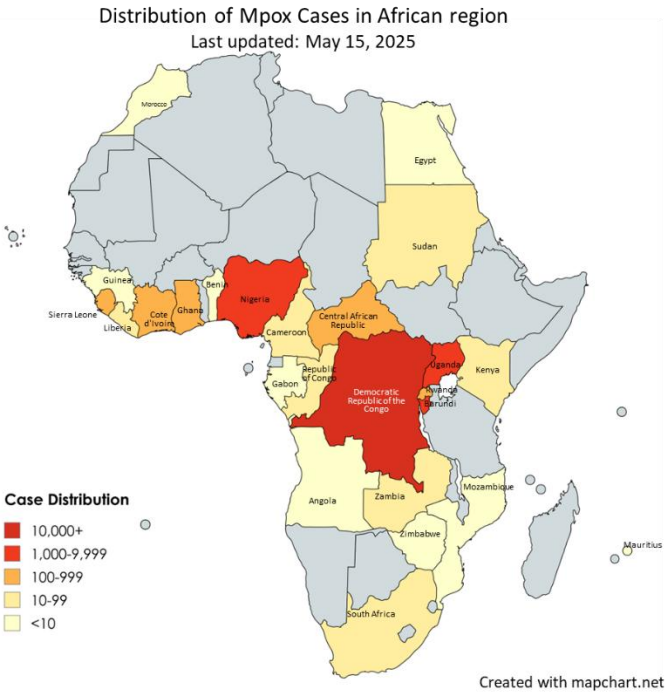 Distribution of Mpox Cases in African region
Last updated: May 15, 2025
Morocco
Egypt
Sudan
Guinea
Benin
Nigeria
Sierra Leone
Liberia
Cote
d'Ivoire
Ghana
Central African
Republic
Cameroon
Republic
of Congo
Gabon
Uganda
Kenya
Rwanda
Burundi
Democratic
Republic of the
Congo
Angola
Zambia
Mozambique
Zimbabwe
Mauritius
South Africa
Case Distribution
10,000+
1,000-9,999
100-999
10-99
<10
Created with mapchart.net